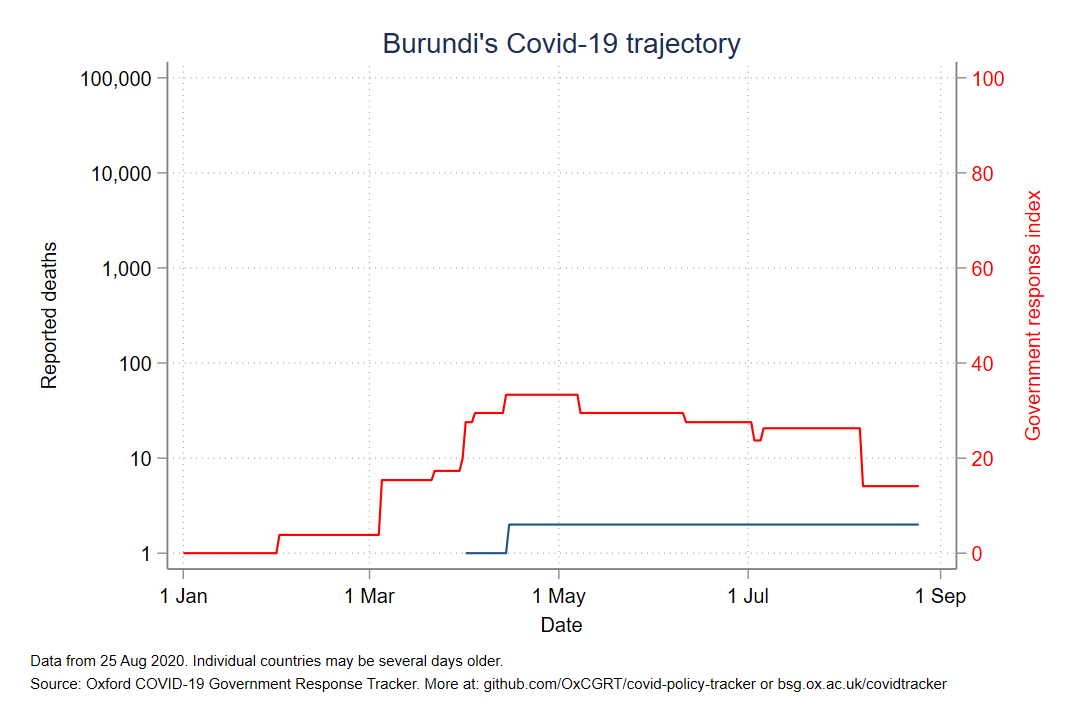 Burundi's Covid-19 trajectory
100,000
10,000
1,000
100
10
1
Reported deaths
100
80
60
40
20
0
Government response index
1 Jan
1 Mar
1 May
1 Jul
1 Sep
Date
Data from 25 Aug 2020. Individual countries may be several days older.
Source: Oxford COVID-19 Government Response Tracker. More at: github.com/OxCGRT/covid-policy-tracker or bsg.ox.ac.uk/covidtracker